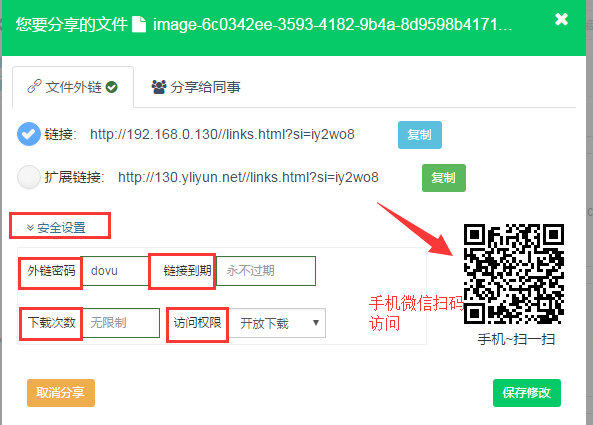 您要分享的文件 image-6c0342ee-3593-4182-9b4a-8d9598b4171...
文件外链 分享给同事
链接: http://192.168.0.130//links.html?si=iy2wo8 复制
扩展链接: http://130.yliyun.net//links.html?si=iy2wo8 复制
安全设置
外链密码 dovu 链接到期 永不过期
下载次数 无限制 访问权限 开放下载
手机微信扫码
访问
手机~扫一扫
取消分享 保存修改